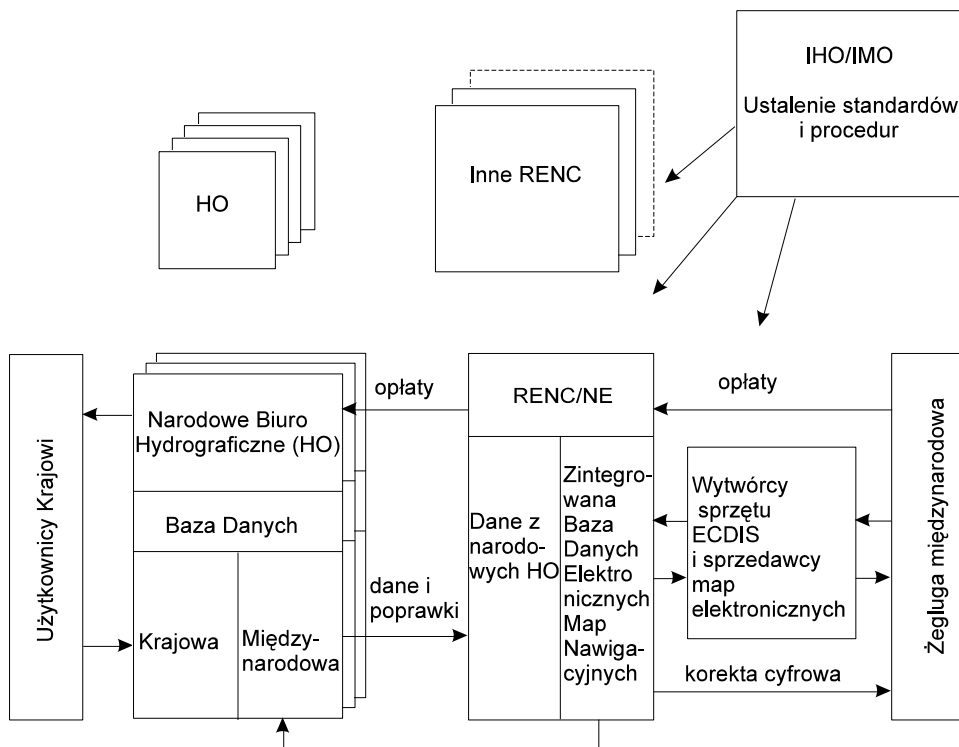 IHO/IMO
Ustalenie standardów
i procedur
HO
Inne RENC
Użytkownicy Krajowi
Narodowe Biuro
Hydrograficzne (HO)
Baza Danych
Krajowa
Między-
narodowa
opłaty
dane i
poprawki
RENC/NE
Dane z
narodo-
wych HO
Zintegro-
wana
Baza
Danych
Elektro
nicznych
Map
Nawiga-
cyjnych
opłaty
Wytwórcy
sprzętu
ECDIS
i sprzedawcy
map
elektronicznych
korekta cyfrowa
Żegluga międzynarodowa